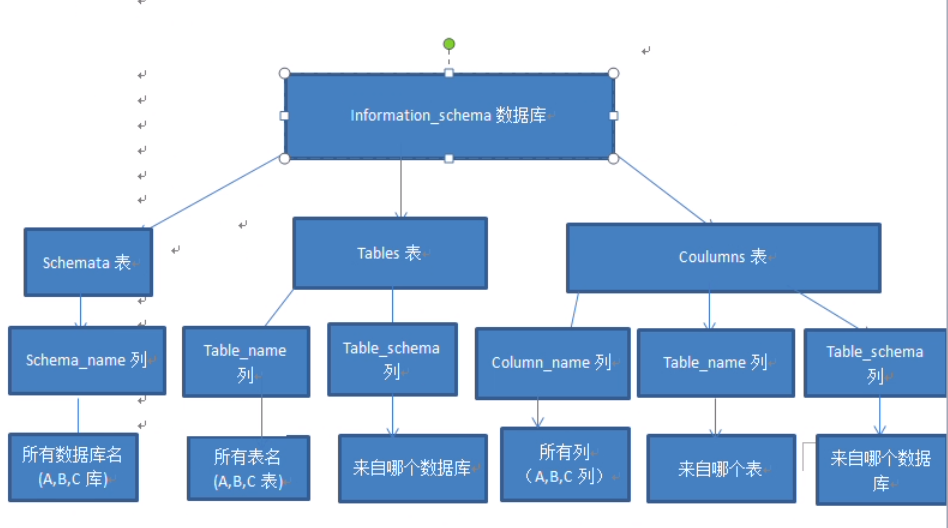 Information_schema 数据库
Schemata 表
Tables 表
Coulumns 表
Schema_name 列
Table_name
列
Table_schema
列
Column_name 列
Table_name 列
Table_schema
列
所有数据库名
(A,B,C 库)
所有表名
(A,B,C 表)
来自哪个数据库
所有列
（A,B,C 列）
来自哪个表
来自哪个数据
库